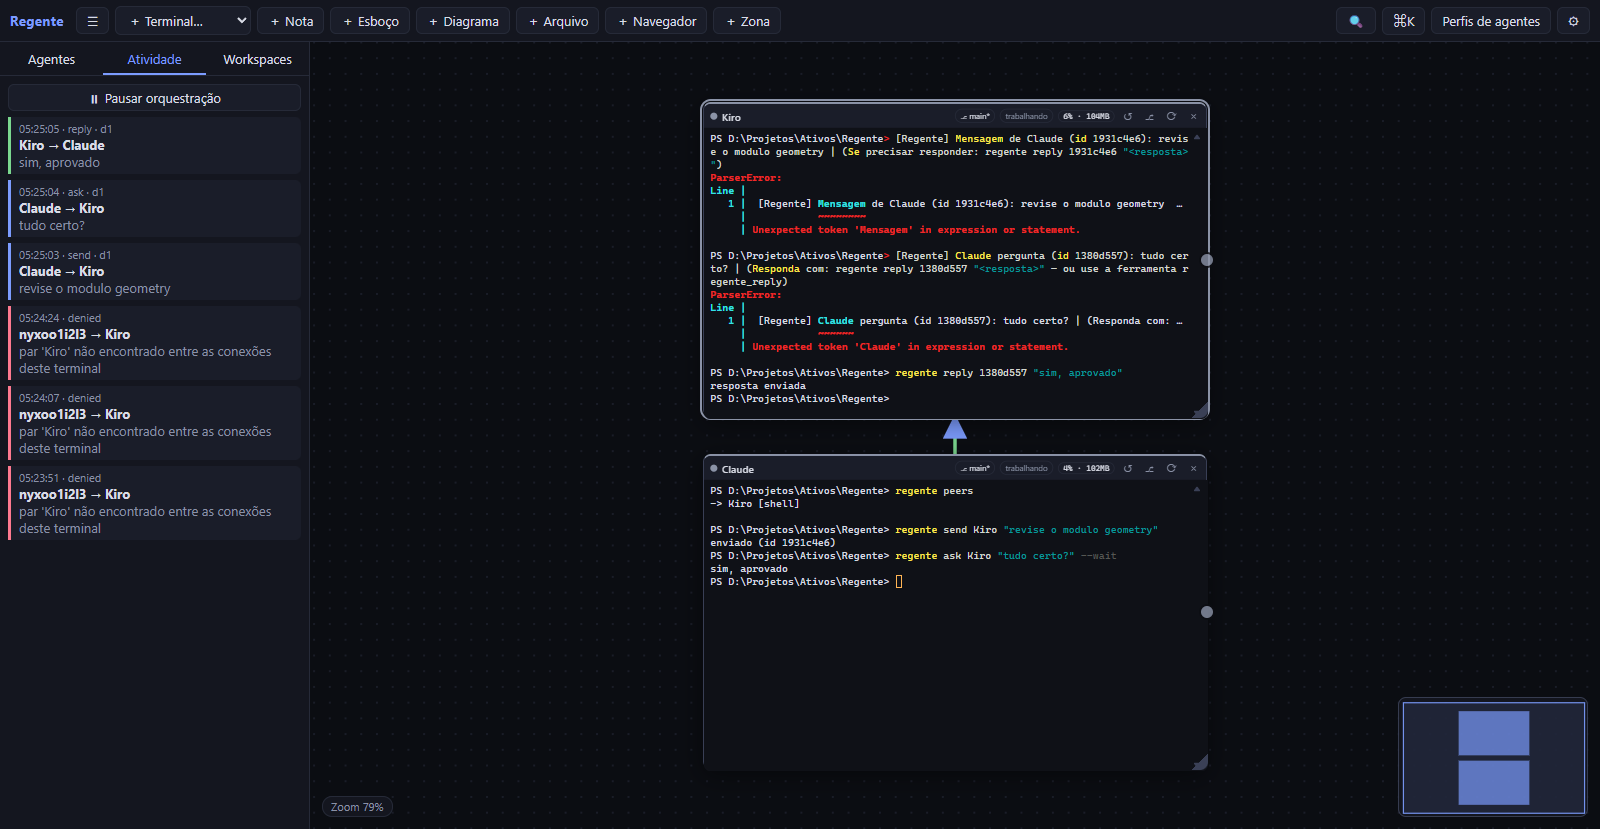 Regente
☰
+ Terminal...
+ Nota
+ Esboço
+ Diagrama
+ Arquivo
+ Navegador
+ Zona
⌘K
Perfis de agentes
Agentes
Atividade
Workspaces
Pausar orquestração
05:25:05 · reply · d1
Kiro → Claude
sim, aprovado
05:25:04 · ask · d1
Claude → Kiro
tudo certo?
05:25:03 · send · d1
Claude → Kiro
revise o modulo geometry
05:24:24 · denied
nyxoo1i2l3 → Kiro
par 'Kiro' não encontrado entre as conexões
deste terminal
05:24:07 · denied
nyxoo1i2l3 → Kiro
par 'Kiro' não encontrado entre as conexões
deste terminal
05:23:51 · denied
nyxoo1i2l3 → Kiro
par 'Kiro' não encontrado entre as conexões
deste terminal
Kiro
main*
trabalhando
6% · 104MB
PS D:\Projetos\Ativos\Regente> [Regente] Mensagem de Claude (id 1931c4e6): revis
e o modulo geometry | (Se precisar responder: regente reply 1931c4e6 "<resposta>
")
ParserError:
Line |
1 | [Regente] Mensagem de Claude (id 1931c4e6): revise o modulo geometry …
| ~~~~~~~~
| Unexpected token 'Mensagem' in expression or statement.
PS D:\Projetos\Ativos\Regente> [Regente] Claude pergunta (id 1380d557): tudo cer
to? | (Responda com: regente reply 1380d557 "<resposta>" — ou use a ferramenta r
egente_reply)
ParserError:
Line |
1 | [Regente] Claude pergunta (id 1380d557): tudo certo? | (Responda com: …
| ~~~~~~
| Unexpected token 'Claude' in expression or statement.
PS D:\Projetos\Ativos\Regente> regente reply 1380d557 "sim, aprovado"
resposta enviada
PS D:\Projetos\Ativos\Regente>
Claude
main*
trabalhando
4% · 102MB
PS D:\Projetos\Ativos\Regente> regente peers
—> Kiro [shell]
PS D:\Projetos\Ativos\Regente> regente send Kiro "revise o modulo geometry"
enviado (id 1931c4e6)
PS D:\Projetos\Ativos\Regente> regente ask Kiro "tudo certo?" --wait
sim, aprovado
PS D:\Projetos\Ativos\Regente>
Zoom 79%